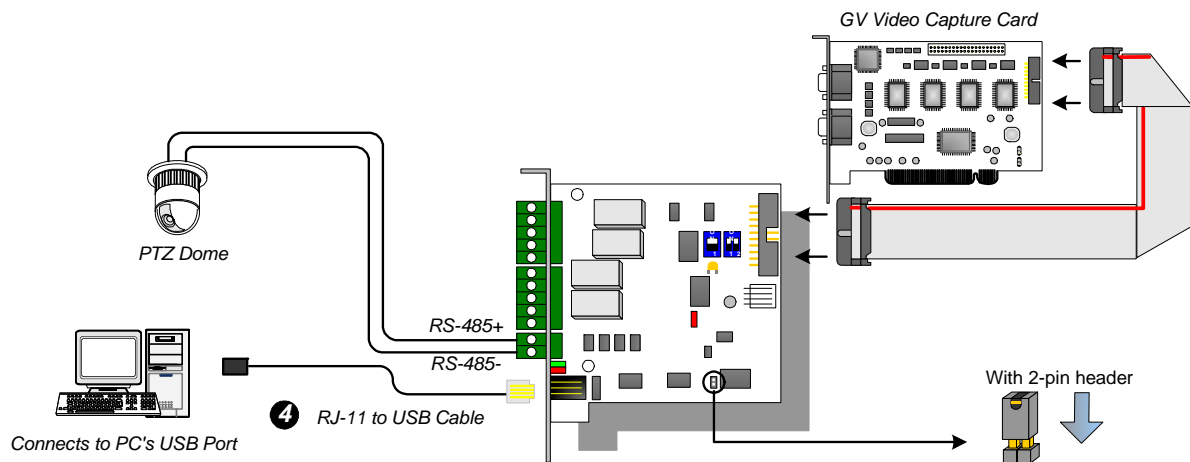 GV Video Capture Card
PTZ Dome
RS-485+
RS-485-
4
RJ-11 to USB Cable
Connects to PC's USB Port
With 2-pin header